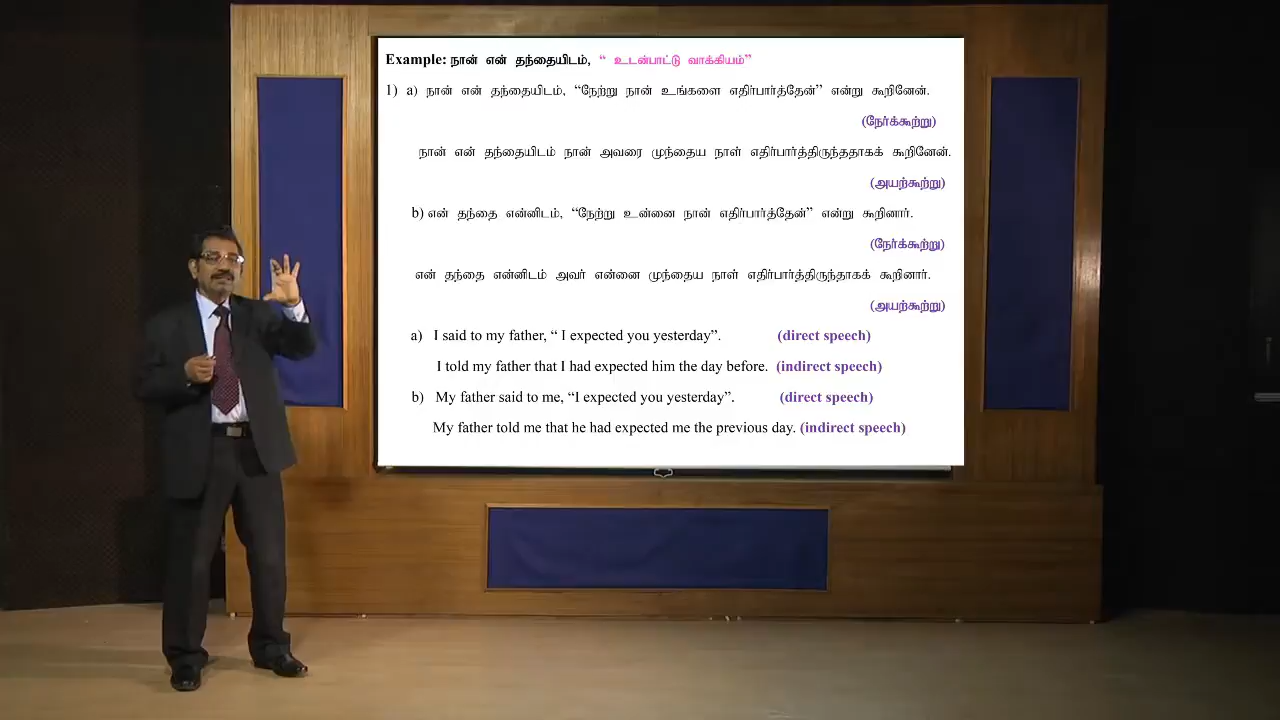 Example: நான் என் தந்தையிடம், “ உடன்பாட்டு வாக்கியம்”
1) a) நான் என் தந்தையிடம், “நேற்று நான் உங்களை எதிர்பார்த்தேன்” என்று கூறினேன்.
(நேர்க்கூற்று)
நான் என் தந்தையிடம் நான் அவரை முந்தைய நாள் எதிர்பார்த்திருந்ததாகக் கூறினேன்.
(அயற்கூற்று)
b) என் தந்தை என்னிடம், “நேற்று உன்னை நான் எதிர்பார்த்தேன்” என்று கூறினார்.
(நேர்க்கூற்று)
என் தந்தை என்னிடம் அவர் என்னை முந்தைய நாள் எதிர்பார்த்திருந்தாகக் கூறினார்.
(அயற்கூற்று)
a) I said to my father, “ I expected you yesterday”. (direct speech)
I told my father that I had expected him the day before. (indirect speech)
b) My father said to me, “I expected you yesterday”. (direct speech)
My father told me that he had expected me the previous day. (indirect speech)